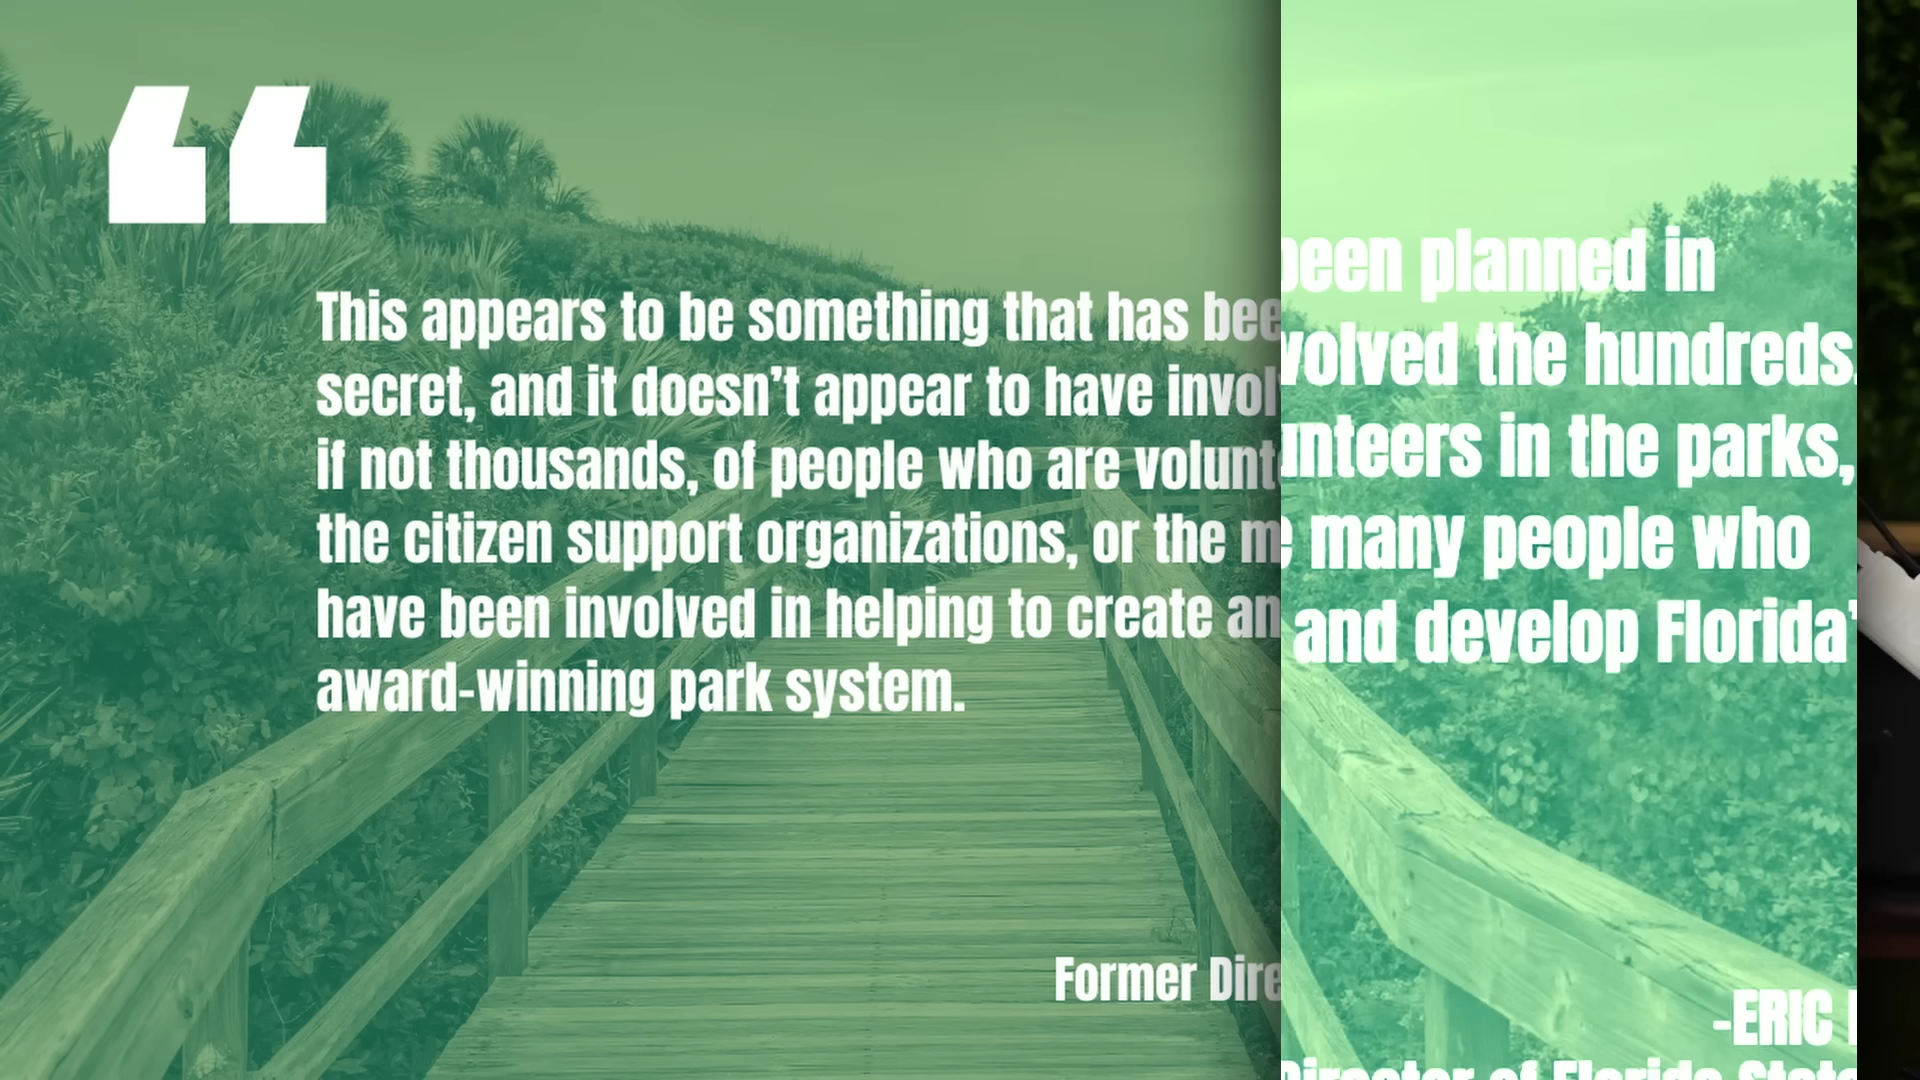 “
This appears to be something that has bee
secret, and it doesn’t appear to have invol
if not thousands, of people who are volunt
the citizen support organizations, or the m
have been involved in helping to create an
award-winning park system.
Former Dire
been planned in
volved the hundreds,
unteers in the parks,
e many people who
and develop Florida’
-ERIC
Director of Florida State